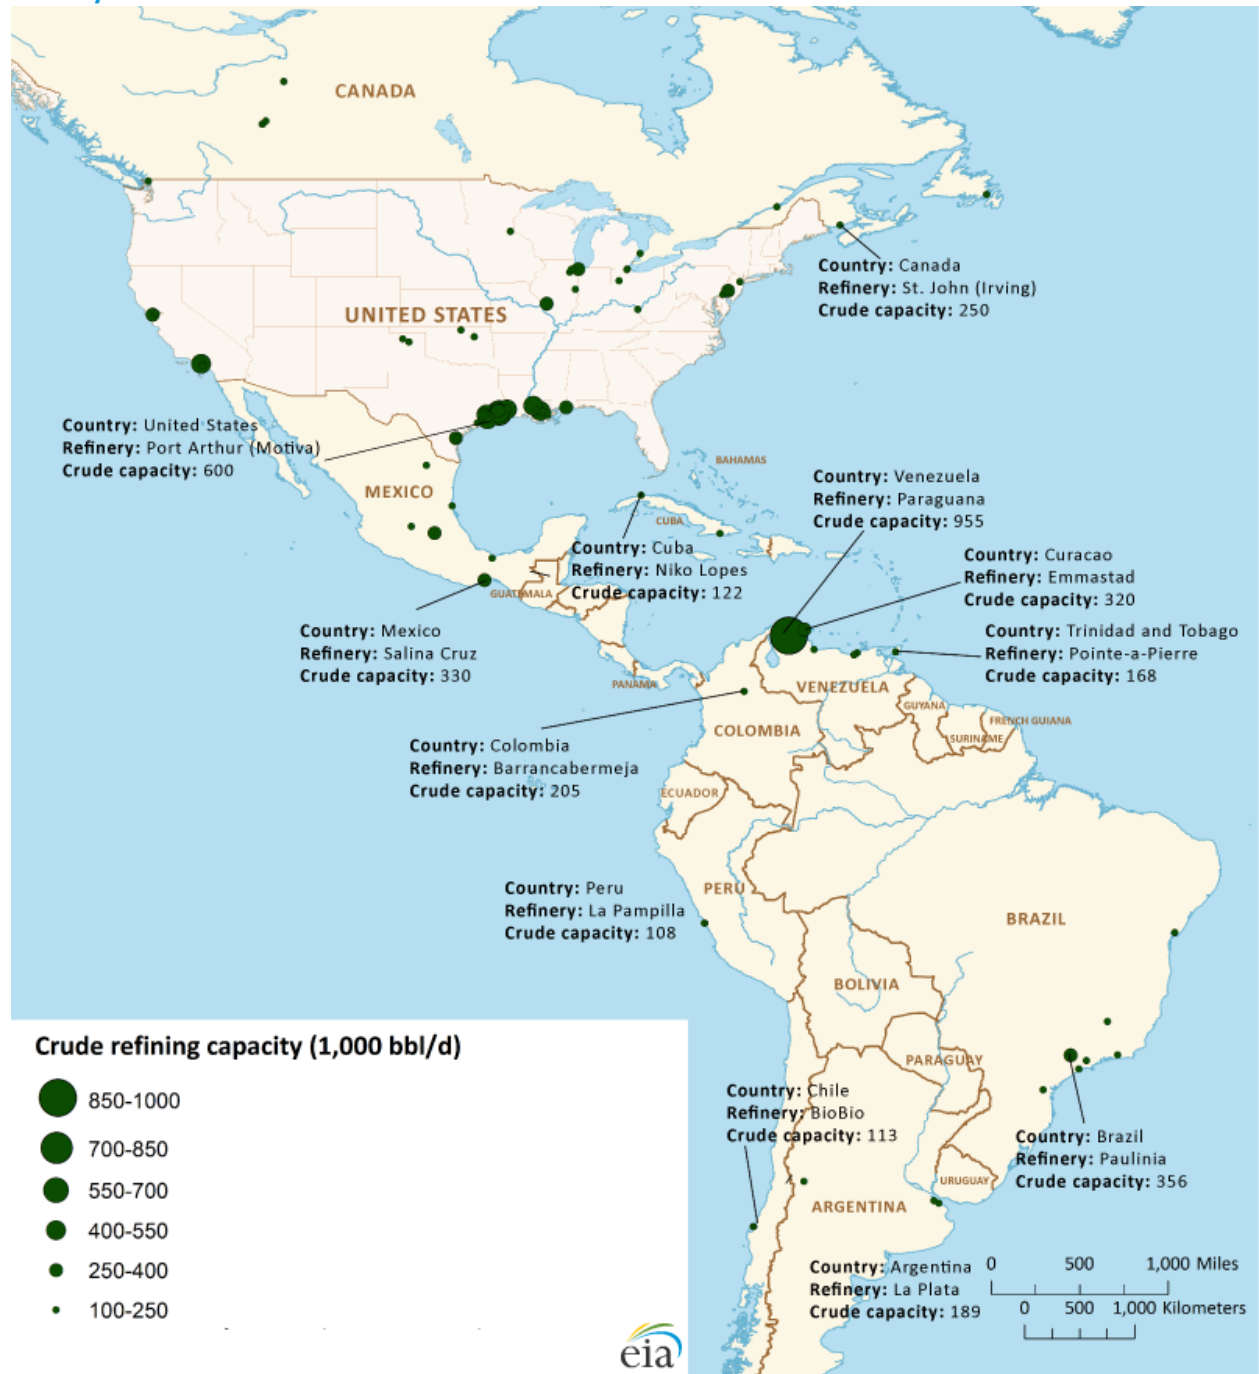 CANADA
Country: Canada
Refinery: St. John (Irving)
Crude capacity: 250
UNITED STATES
Country: United States
Refinery: Port Arthur (Motiva)
Crude capacity: 600
BAHAMAS
MEXICO
Country: Venezuela
Refinery: Paraguana
Crude capacity: 955
CUBA
Country: Cuba
Refinery: Niko Lopes
Crude capacity: 122
Country: Curacao
Refinery: Emmastad
Crude capacity: 320
GUATEMALA
Country: Mexico
Refinery: Salina Cruz
Crude capacity: 330
Country: Trinidad and Tobago
Refinery: Pointe-a-Pierre
Crude capacity: 168
PANAMA
VENEZUELA
GUYANA
FRENCH GUIANA
SURINAME
COLOMBIA
Country: Colombia
Refinery: Barrancabermeja
Crude capacity: 205
ECUADOR
PERU
Country: Peru
Refinery: La Pampilla
Crude capacity: 108
BRAZIL
BOLIVIA
PARAGUAY
Country: Chile
Refinery: BioBio
Crude capacity: 113
Country: Brazil
Refinery: Paulinia
Crude capacity: 356
URUGUAY
ARGENTINA
Country: Argentina
Refinery: La Plata
Crude capacity: 189
0 500 1,000 Miles
0 500 1,000 Kilometers
Crude refining capacity (1,000 bbl/d)
850-1000
700-850
550-700
400-550
250-400
100-250
eia